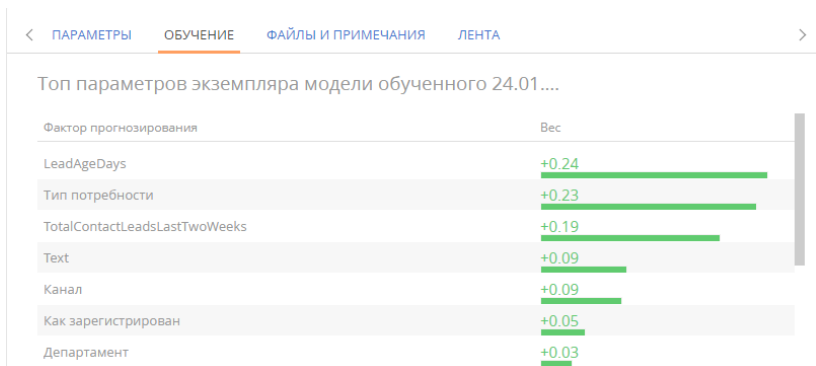 ПАРАМЕТРЫ ОБУЧЕНИЕ ФАЙЛЫ И ПРИМЕЧАНИЯ ЛЕНТА
Топ параметров экземпляра модели обученного 24.01....
Фактор прогнозирования Вес
LeadAgeDays +0.24
Тип потребности +0.23
TotalContactLeadsLastTwoWeeks +0.19
Text +0.09
Канал +0.09
Как зарегистрирован +0.05
Департамент +0.03